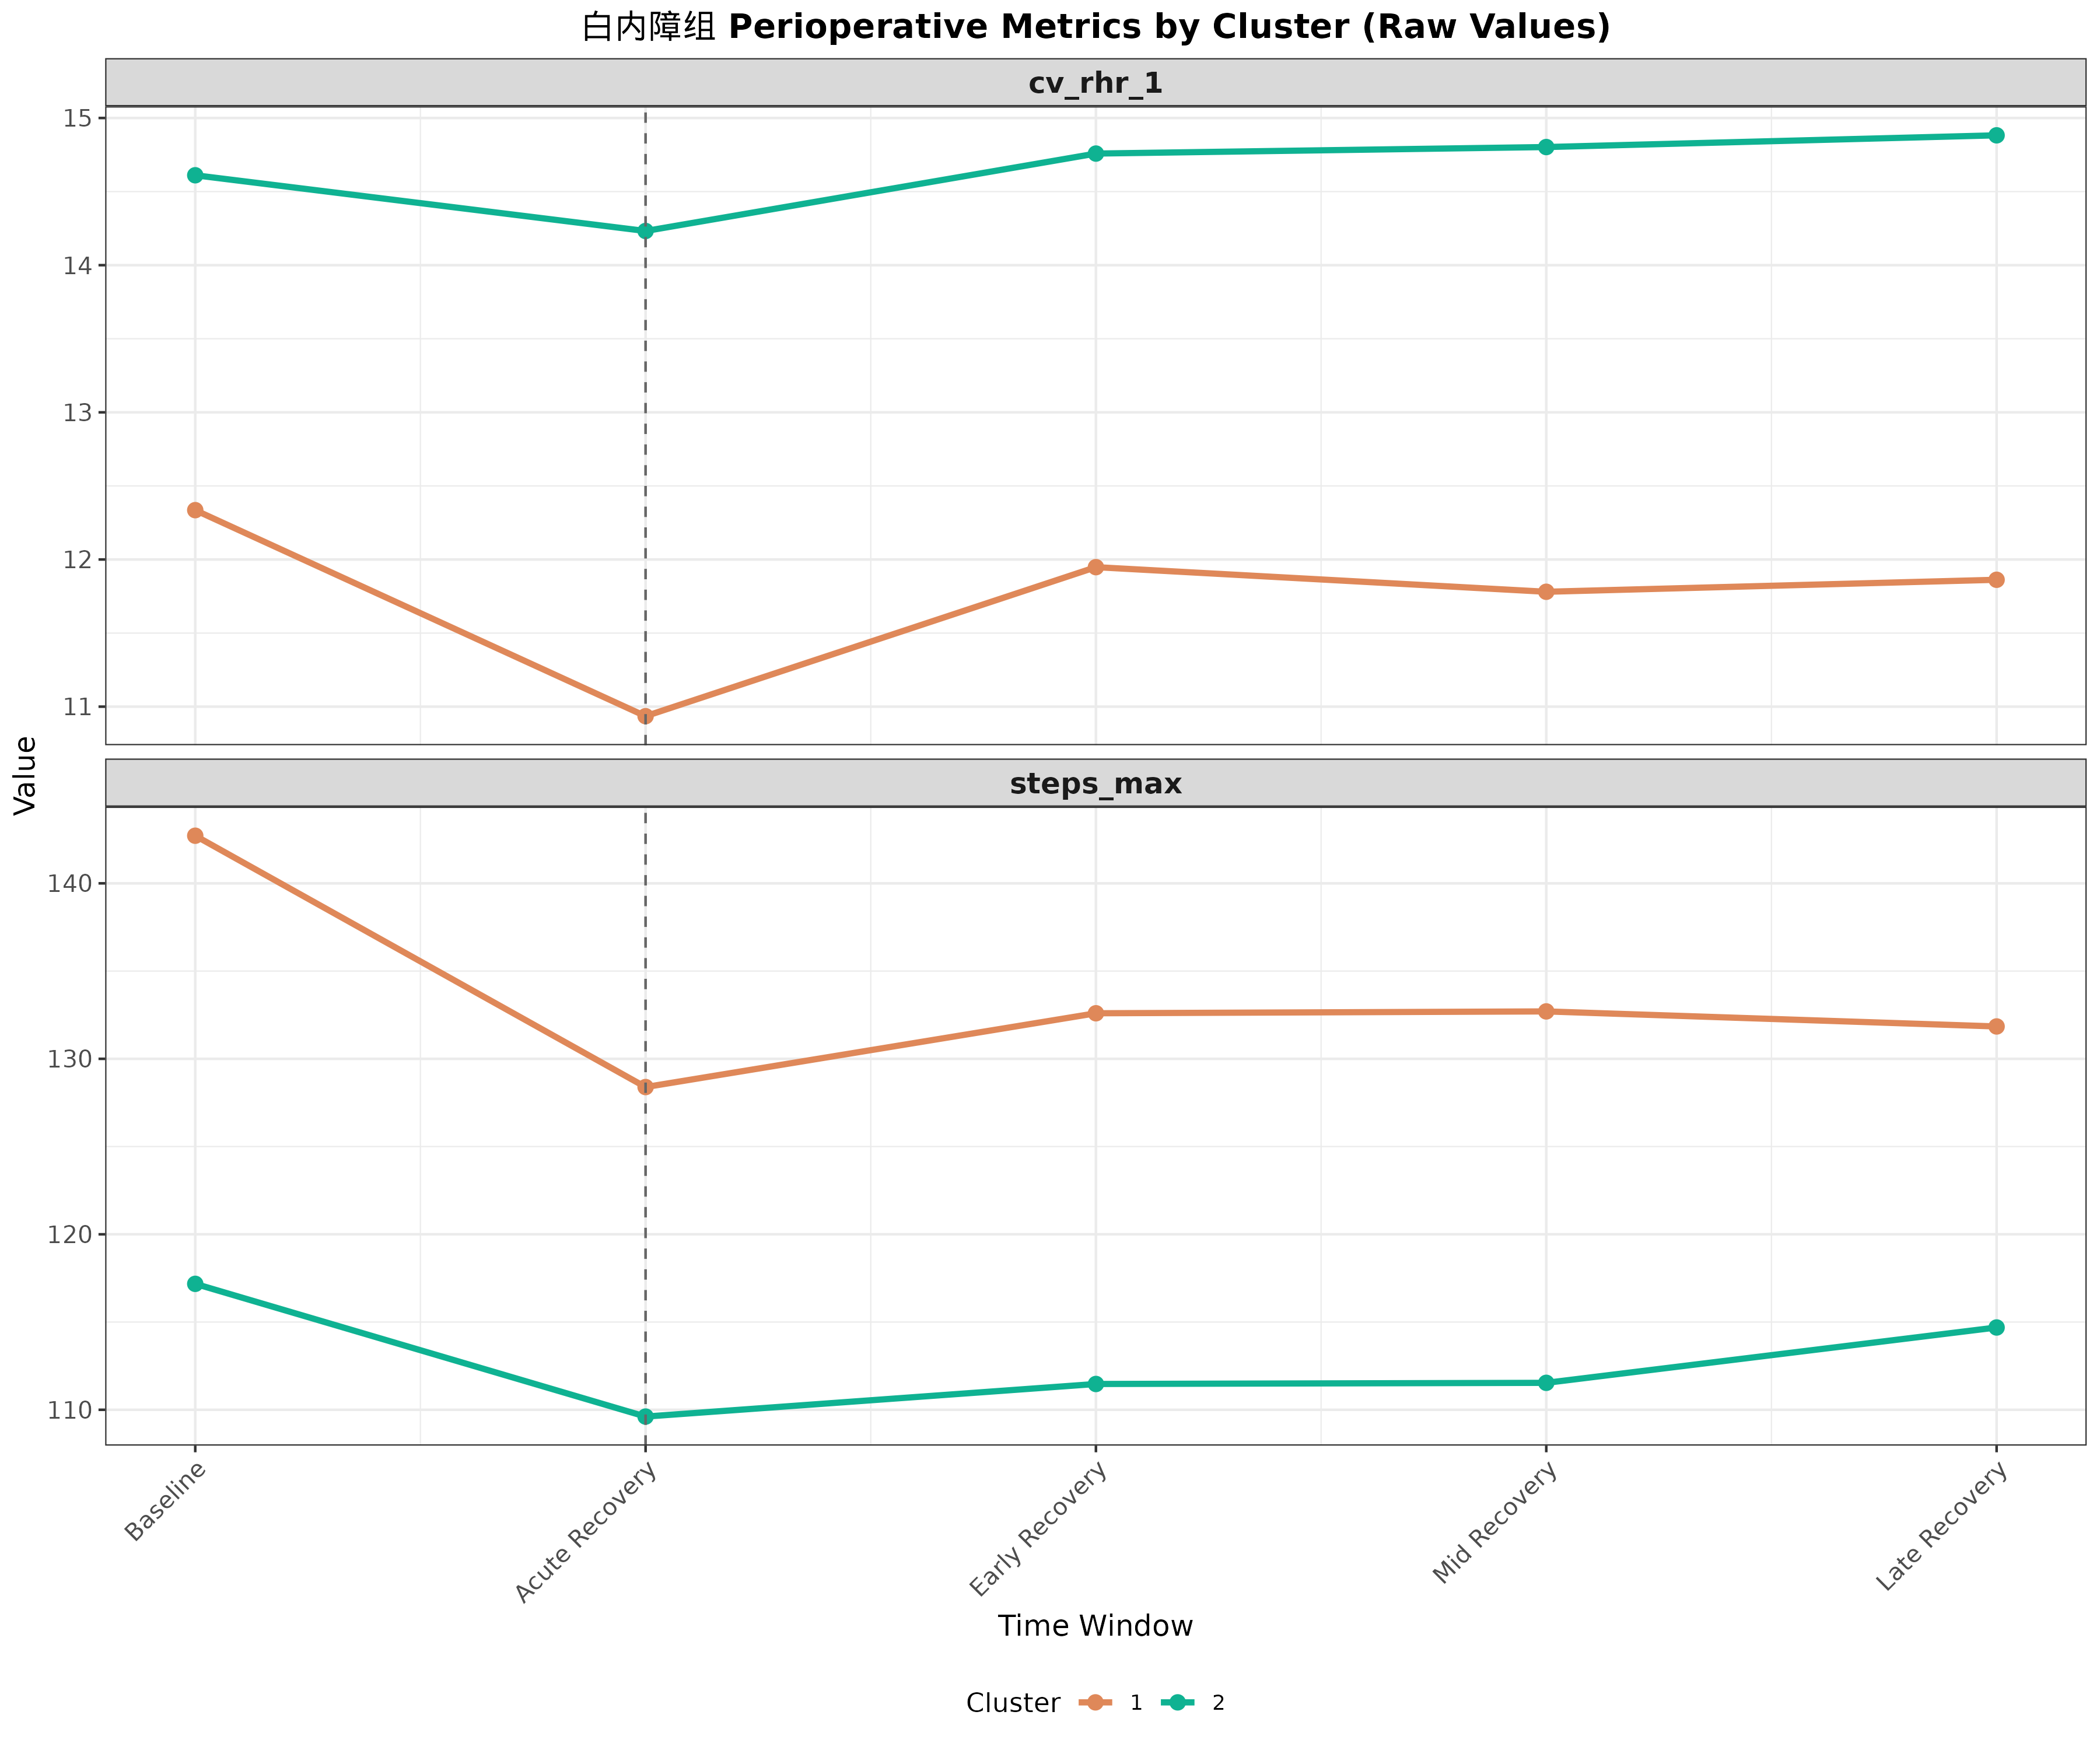 白内障组 Perioperative Metrics by Cluster (Raw Values)
cv_rhr_1
15
14
13
12
11
Value
steps_max
140
130
120
110
Baseline
Acute Recovery
Early Recovery
Mid Recovery
Late Recovery
Time Window
Cluster 1 2